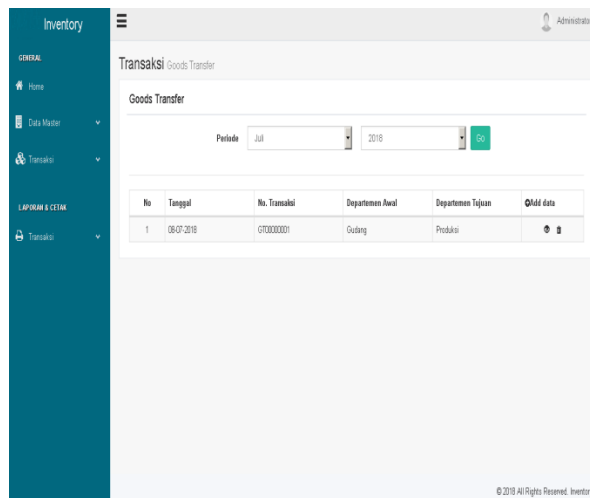 Inventory
Administrato
GENERAL
Home
Data Master
Transaksi
LAPORAN & CETAK
Transaksi
Transaksi Goods Transfer
Goods Transfer
Periode Juli 2018 Go
No Tanggal No. Transaksi Departemen Awal Departemen Tujuan Add data
1 08-07-2018 GT00000001 Gudang Produksi
© 2018 All Rights Reserved. Inventor